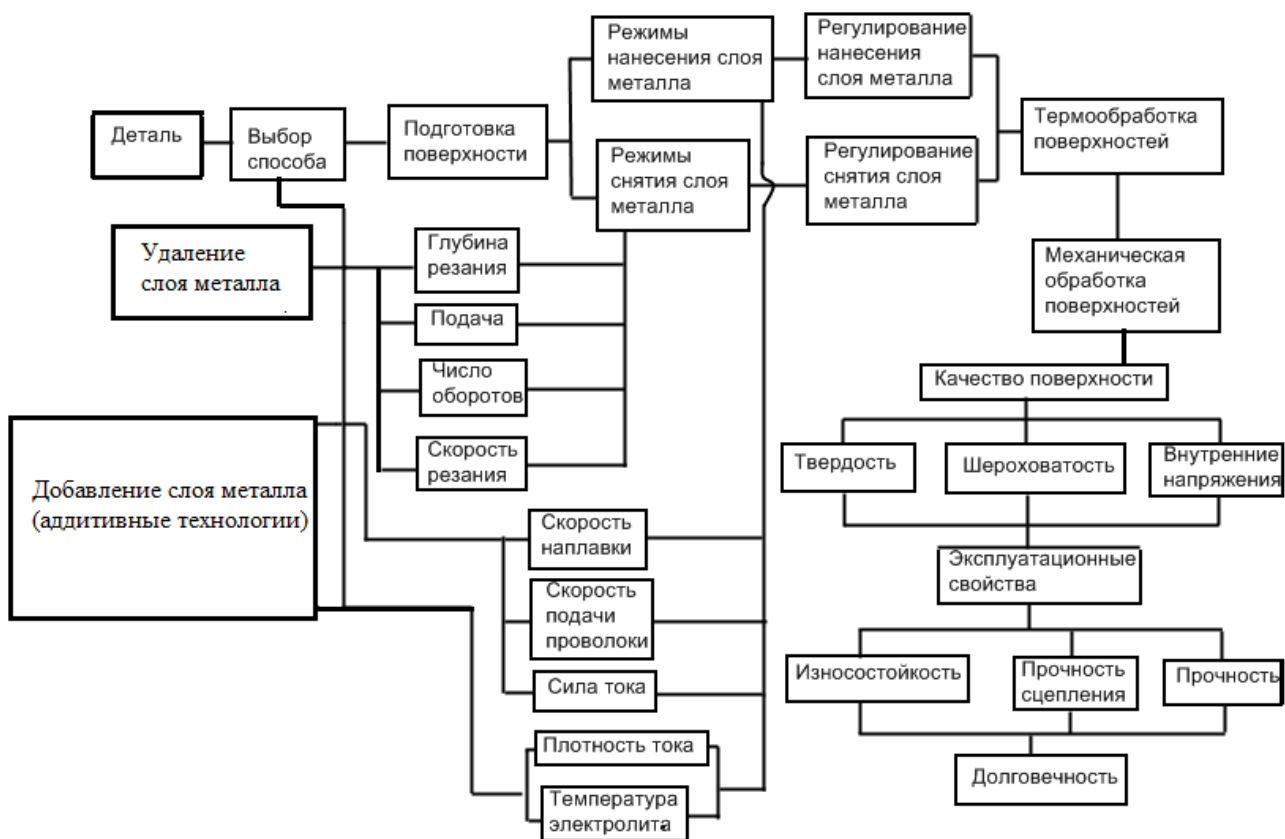 Деталь
Выбор
способа
Подготовка
поверхности
Режимы
нанесения слоя
металла
Регулирование
нанесения
слоя металла
Режимы
снятия слоя
металла
Регулирование
снятия слоя
металла
Термообработка
поверхностей
Механическая
обработка
поверхностей
Удаление
слоя металла
Глубина
резания
Подача
Число
оборотов
Скорость
резания
Добавление слоя металла
(аддитивные технологии)
Скорость
наплавки
Скорость
подачи
проволоки
Сила тока
Плотность тока
Температура
электролита
Качество поверхности
Твердость
Шероховатость
Внутренние
напряжения
Эксплуатационные
свойства
Износостойкость
Прочность
сцепления
Прочность
Долговечность